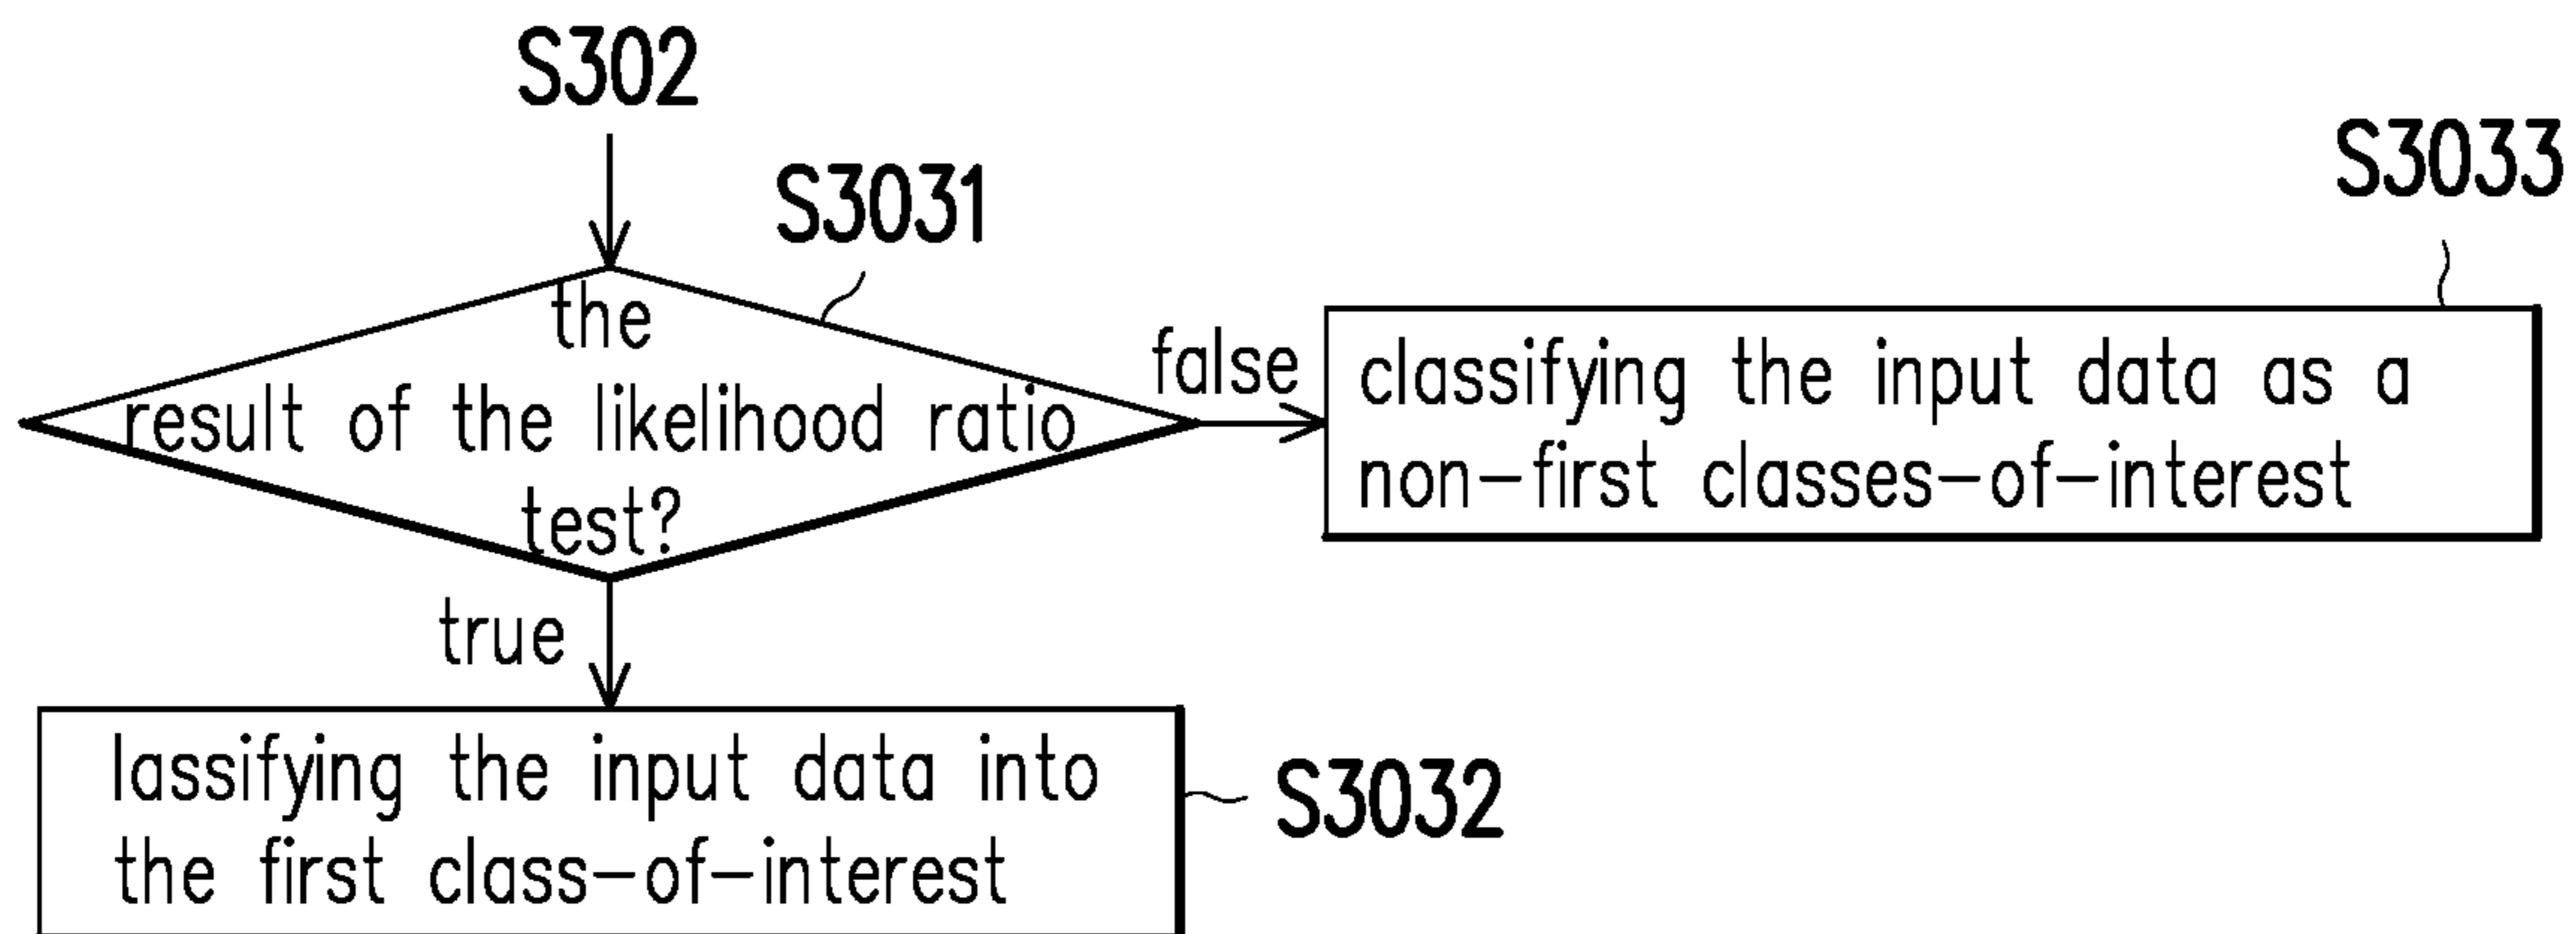 S302
S3031
the
result of the likelihood ratio
test?
false
S3033
classifying the input data as a
non-first classes-of-interest
true
lassifying the input data into
the first class-of-interest
S3032